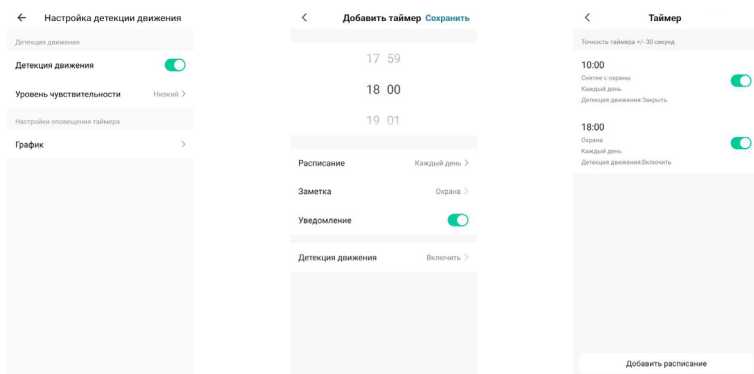 Настройка детекции движения
Детекция движения
Детекция движения
Уровень чувствительности Низкий
Настройки оповещения таймера
График
Добавить таймер Сохранить
17 59
18 00
19 01
Расписание Каждый день
Заметка Охрана
Уведомление
Детекция движения Включить
Таймер
Точность таймера +/- 30 секунд
10:00
Снятие с охраны
Каждый день
Детекция движения:Закрыть
18:00
Охрана
Каждый день
Детекция движения:Включить
Добавить расписание